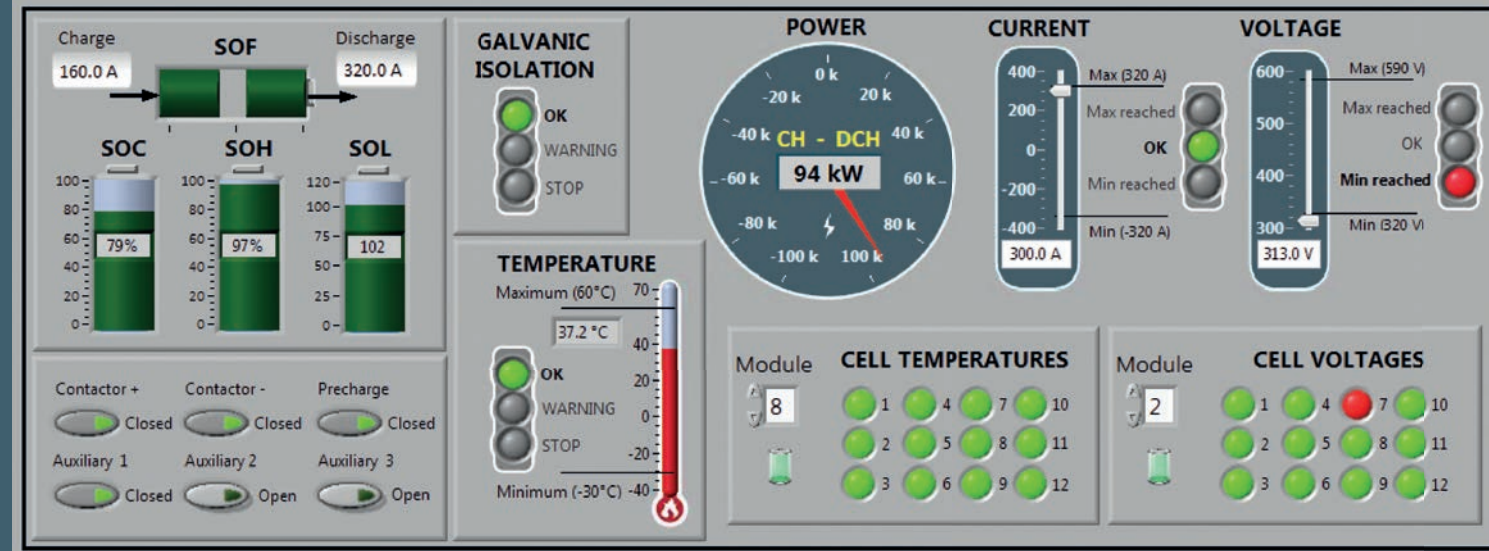 SOF
Charge
160.0 A
Discharge
320.0 A
SOC
100
80
60
40
20
0
79%
SOH
100
80
60
40
20
0
97%
SOL
120
100
75
50
25
0
102
Contactor +
Closed
Contactor -
Closed
Precharge
Closed
Auxiliary 1
Closed
Auxiliary 2
Open
Auxiliary 3
Open
GALVANIC
ISOLATION
OK
WARNING
STOP
TEMPERATURE
Maximum (60°C)
70
37.2 °C
40
20
0
-20
-40
OK
WARNING
STOP
Minimum (-30°C)
POWER
0 k
-20 k
20 k
-40 k
40 k
CH - DCH
94 kW
-60 k
60 k
-80 k
80 k
-100 k
100 k
CURRENT
400
200
0
-200
-400
Max (320 A)
Max reached
OK
Min reached
Min (-320 A)
300.0 A
VOLTAGE
600
500
400
300
Max (590 V)
Max reached
OK
Min reached
Min (320 V)
313.0 V
CELL TEMPERATURES
Module
8
1 4 7 10
2 5 8 11
3 6 9 12
CELL VOLTAGES
Module
2
1 4 7 10
2 5 8 11
3 6 9 12